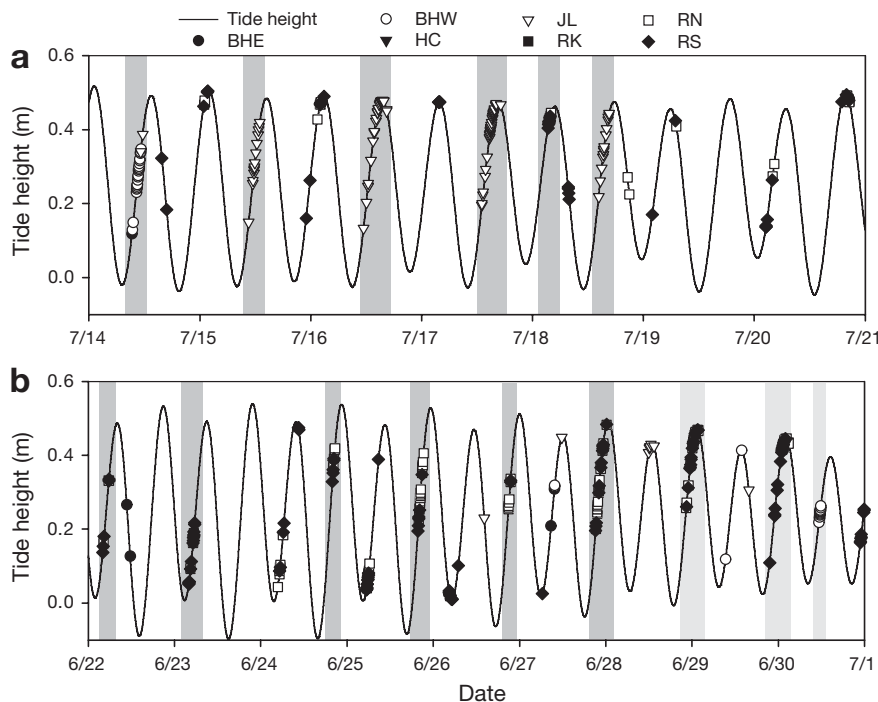 Tide height BHW JL RN
BHE HC RK RS
a
Tide height (m)
0.6
0.4
0.2
0.0
7/14 7/15 7/16 7/17 7/18 7/19 7/20 7/21
b
Tide height (m)
0.6
0.4
0.2
0.0
6/22 6/23 6/24 6/25 6/26 6/27 6/28 6/29 6/30 7/1
Date